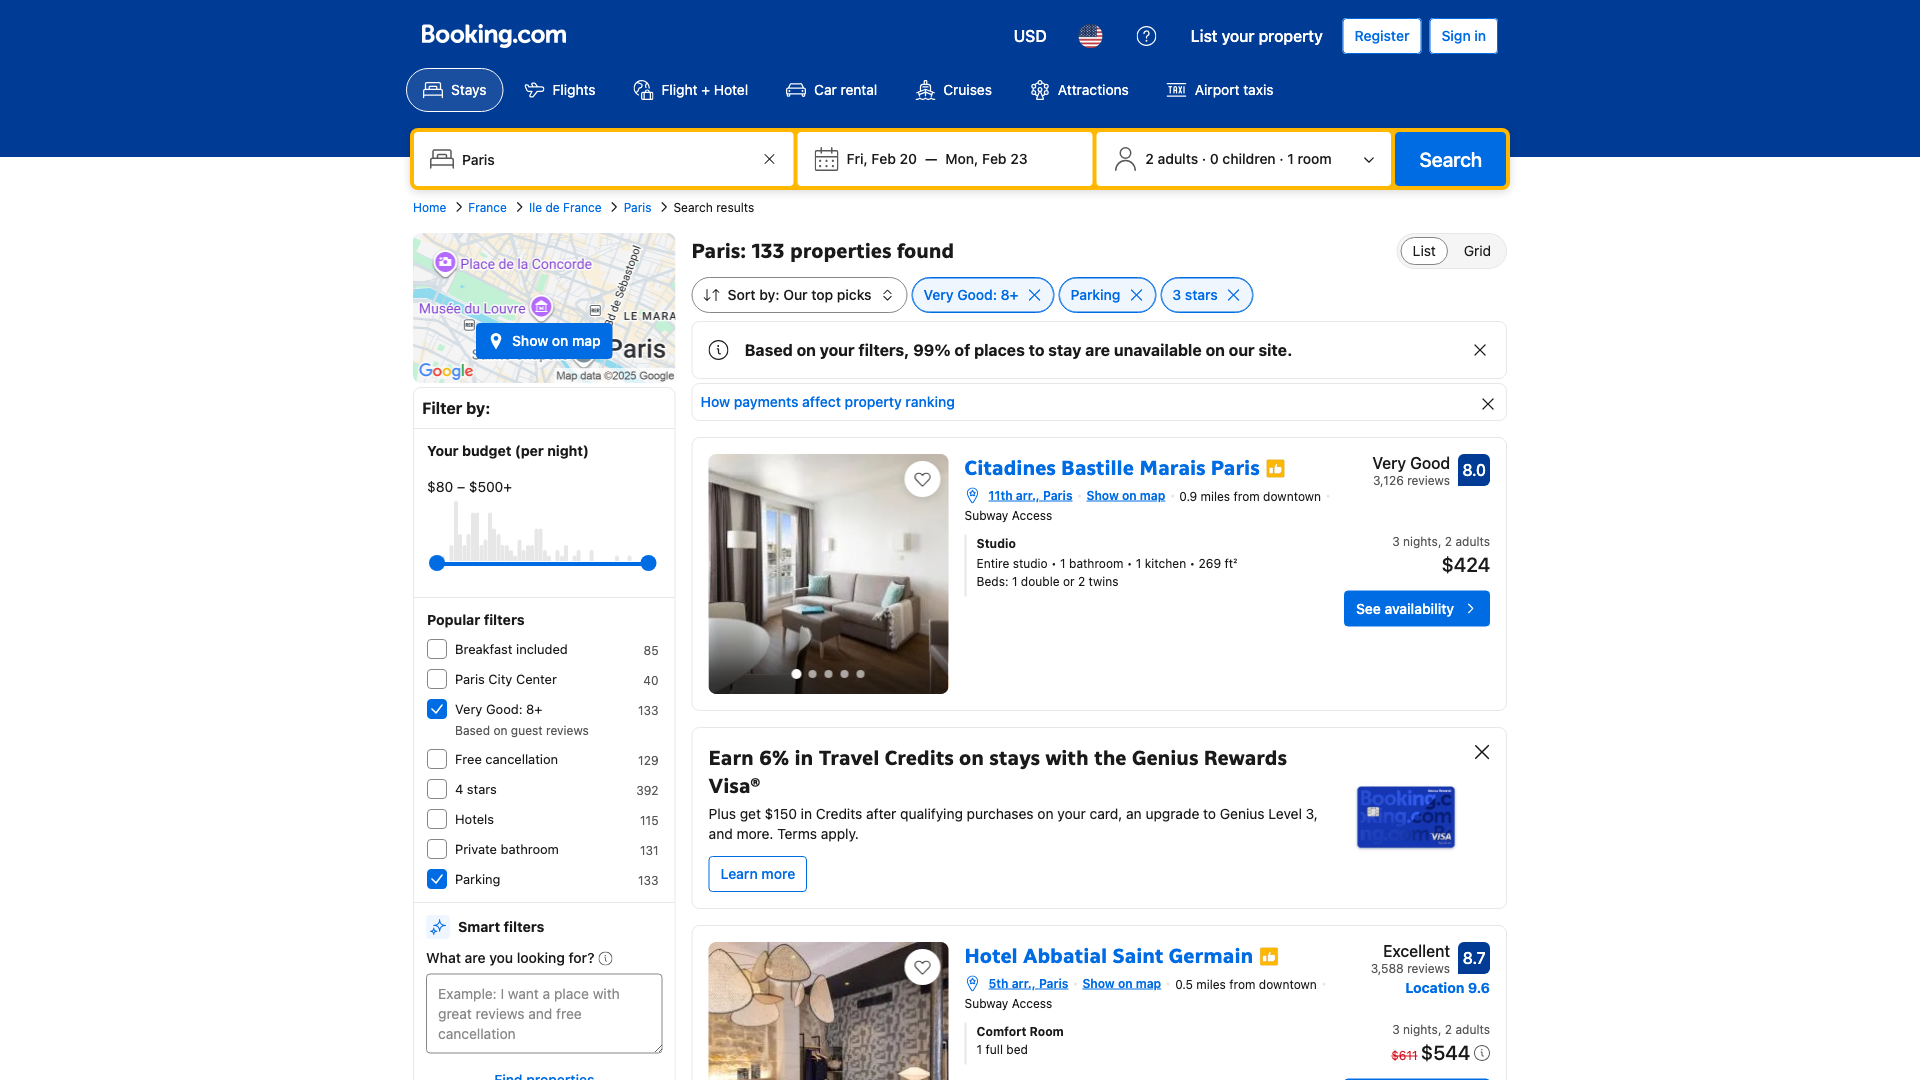 Booking.com
USD
List your property
Register
Sign in
Stays
Flights
Flight + Hotel
Car rental
Cruises
Attractions
TAXI
Airport taxis
Paris
Fri, Feb 20 — Mon, Feb 23
2 adults · 0 children · 1 room
Search
Home
France
Ile de France
Paris
Search results
Place de la Concorde
Musée du Louvre
Bd de Sébastopol
LE MARA
Paris
Show on map
Google
Map data ©2025 Google
Filter by:
Your budget (per night)
$80 – $500+
Popular filters
Breakfast included 85
Paris City Center 40
Very Good: 8+ 133
Based on guest reviews
Free cancellation 129
4 stars 392
Hotels 115
Private bathroom 131
Parking 133
Smart filters
What are you looking for?
Example: I want a place with
great reviews and free
cancellation
Find properties
Paris: 133 properties found
List
Grid
Sort by: Our top picks
Very Good: 8+
Parking
3 stars
Based on your filters, 99% of places to stay are unavailable on our site.
How payments affect property ranking
Citadines Bastille Marais Paris
11th arr., Paris
Show on map
0.9 miles from downtown
Subway Access
Studio
Entire studio • 1 bathroom • 1 kitchen • 269 ft²
Beds: 1 double or 2 twins
Very Good
3,126 reviews
8.0
3 nights, 2 adults
$424
See availability
Earn 6% in Travel Credits on stays with the Genius Rewards
Visa®
Plus get $150 in Credits after qualifying purchases on your card, an upgrade to Genius Level 3,
and more. Terms apply.
Learn more
VISA
Hotel Abbatial Saint Germain
5th arr., Paris
Show on map
0.5 miles from downtown
Subway Access
Comfort Room
1 full bed
Excellent
3,588 reviews
8.7
Location 9.6
3 nights, 2 adults
$611 $544